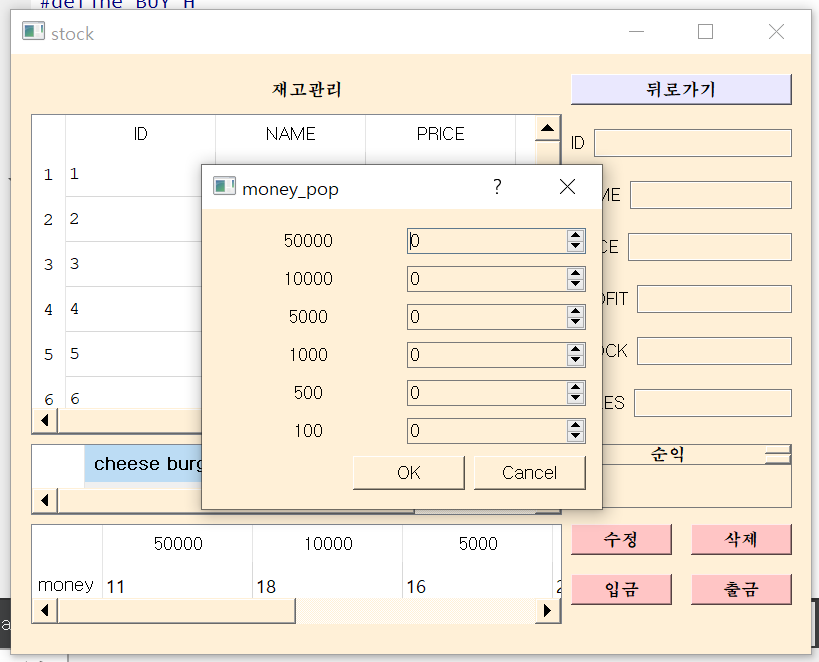 #define BUY_H
stock
재고관리
뒤로가기
ID NAME PRICE
ID
1 1
2 2
3 3
4 4
5 5
6 6
ME
CE
FIT
CK
ES
money_pop ?
50000 0
10000 0
5000 0
1000 0
500 0
100 0
OK Cancel
cheese burg
순익
50000 10000 5000
money 11 18 16
수정 삭제
입금 출금